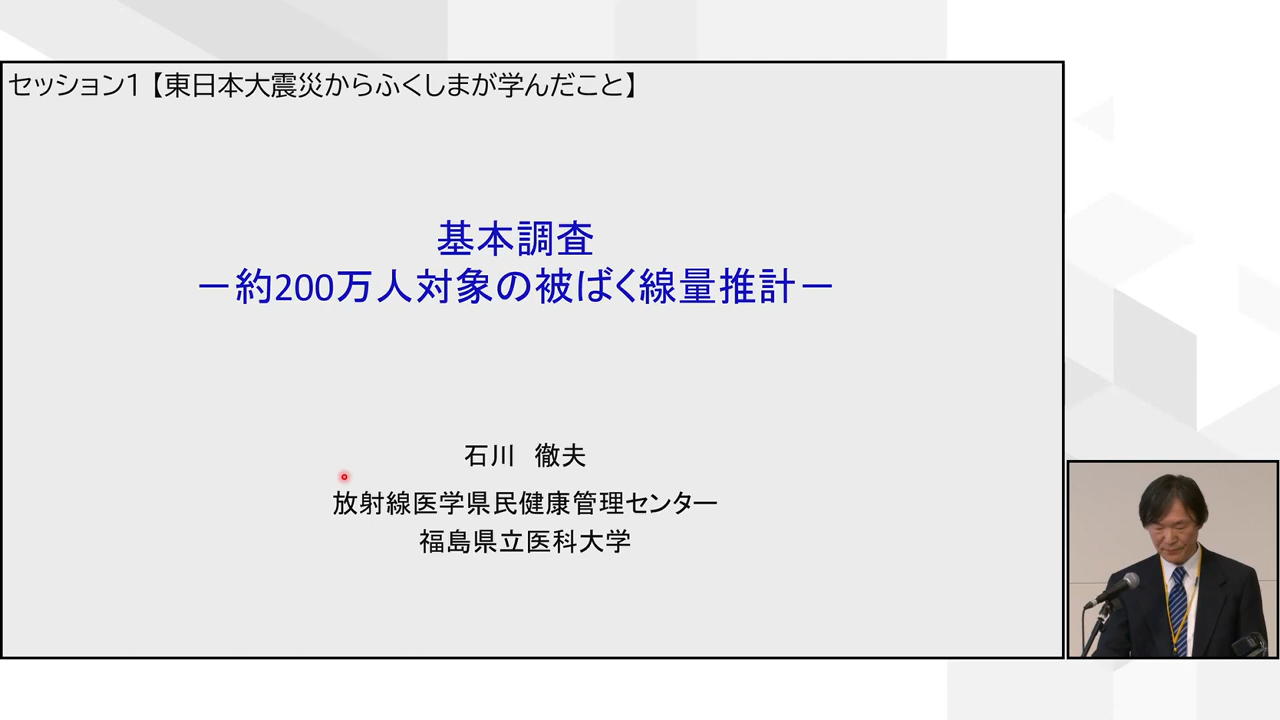 セッション1【東日本大震災からふくしまが学んだこと】
基本調査
－約200万人対象の被ばく線量推計－
石川　徹夫
放射線医学県民健康管理センター
福島県立医科大学